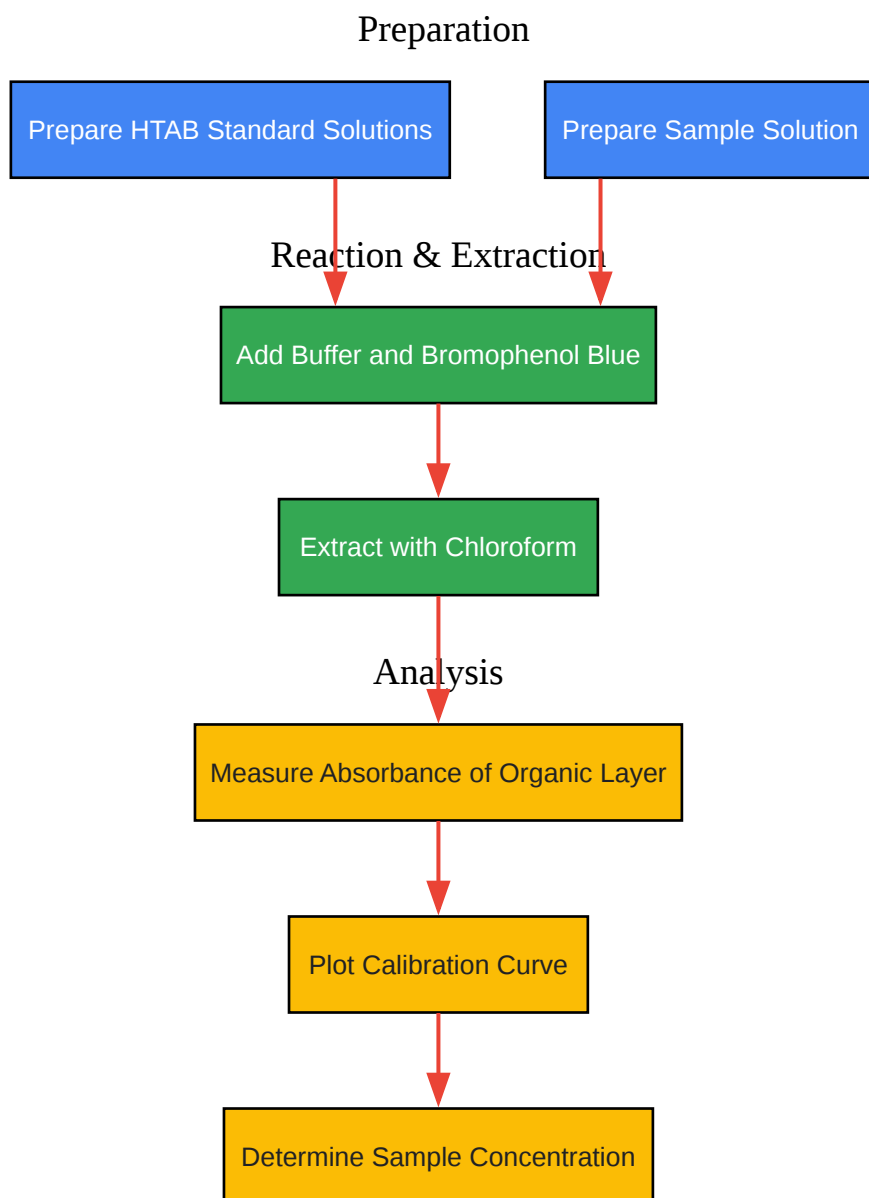 Preparation
Prepare HTAB Standard Solutions
Prepare Sample Solution
Reaction & Extraction
Add Buffer and Bromophenol Blue
Extract with Chloroform
Analysis
Measure Absorbance of Organic Layer
Plot Calibration Curve
Determine Sample Concentration